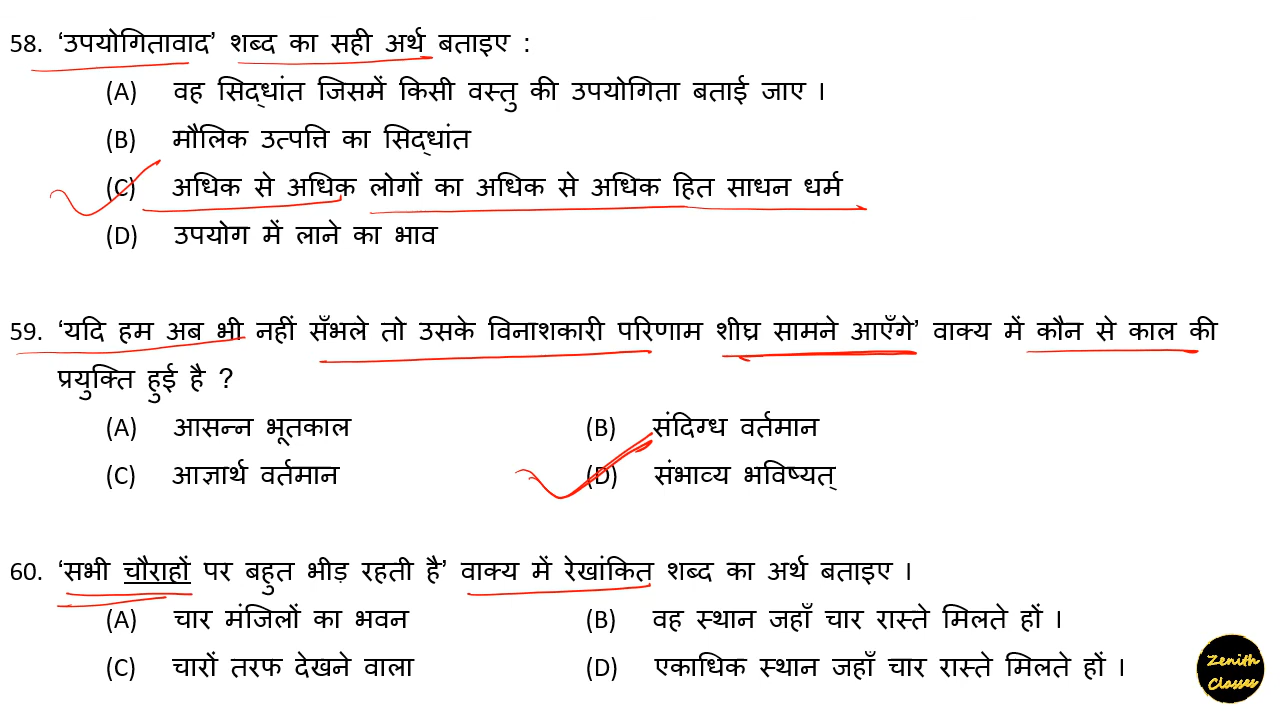 58. ‘उपयोगितावाद’ शब्द का सही अर्थ बताइए :
(A) वह सिद्धांत जिसमें किसी वस्तु की उपयोगिता बताई जाए ।
(B) मौलिक उत्पत्ति का सिद्धांत
(C) अधिक से अधिक लोगों का अधिक से अधिक हित साधन धर्म
(D) उपयोग में लाने का भाव
59. ‘यदि हम अब भी नहीं सँभले तो उसके विनाशकारी परिणाम शीघ्र सामने आएँगे’ वाक्य में कौन से काल की
प्रयुक्ति हुई है ?
(A) आसन्न भूतकाल (B) संदिग्ध वर्तमान
(C) आज्ञार्थ वर्तमान (D) संभाव्य भविष्यत्
60. ‘सभी चौराहों पर बहुत भीड़ रहती है’ वाक्य में रेखांकित शब्द का अर्थ बताइए ।
(A) चार मंजिलों का भवन (B) वह स्थान जहाँ चार रास्ते मिलते हों ।
(C) चारों तरफ देखने वाला (D) एकाधिक स्थान जहाँ चार रास्ते मिलते हों ।
Zenith
Classes